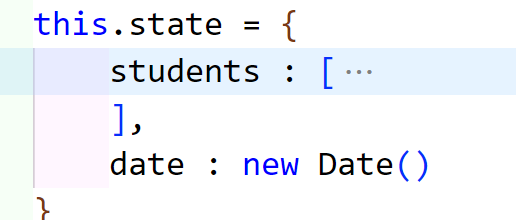 this.state = {
students : [ ⋯
],
date : new Date()
}